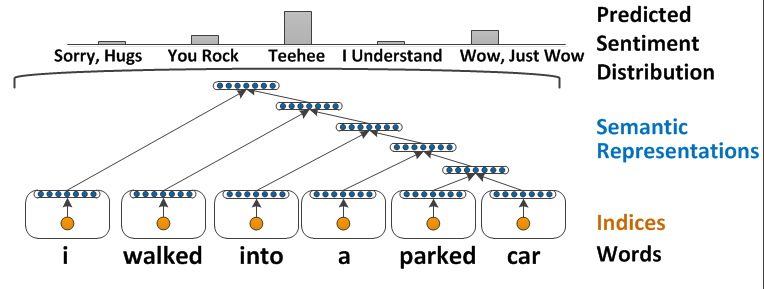 Predicted
Sentiment
Distribution
Sorry, Hugs You Rock Teehee I Understand Wow, Just Wow
Semantic
Representations
Indices
Words
i walked into a parked car